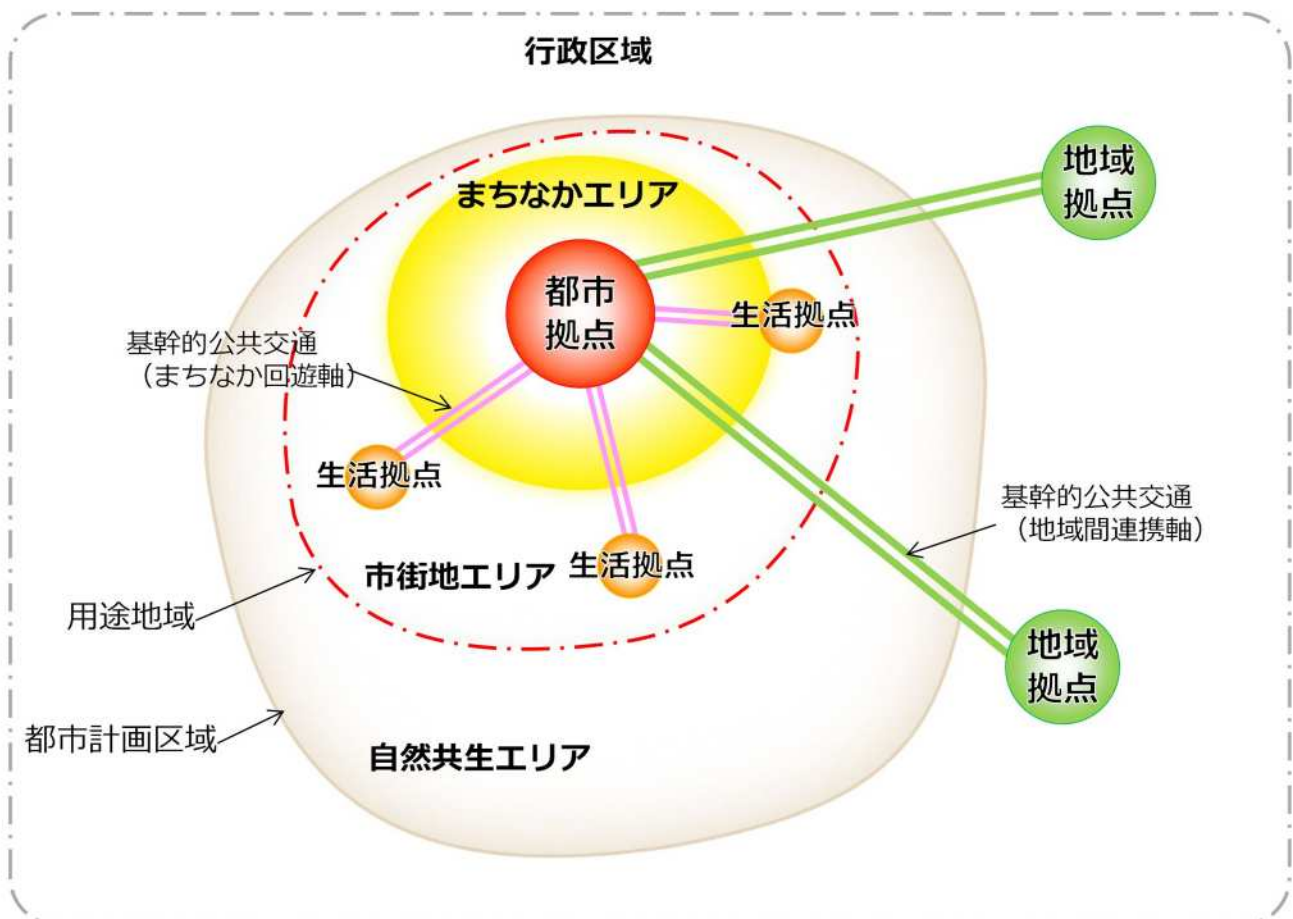 行政区域
まちなかエリア
地域
拠点
都市
拠点
生活拠点
基幹的公共交通
（まちなか回遊軸）
生活拠点
基幹的公共交通
（地域間連携軸）
市街地エリア
生活拠点
用途地域
地域
拠点
都市計画区域
自然共生エリア